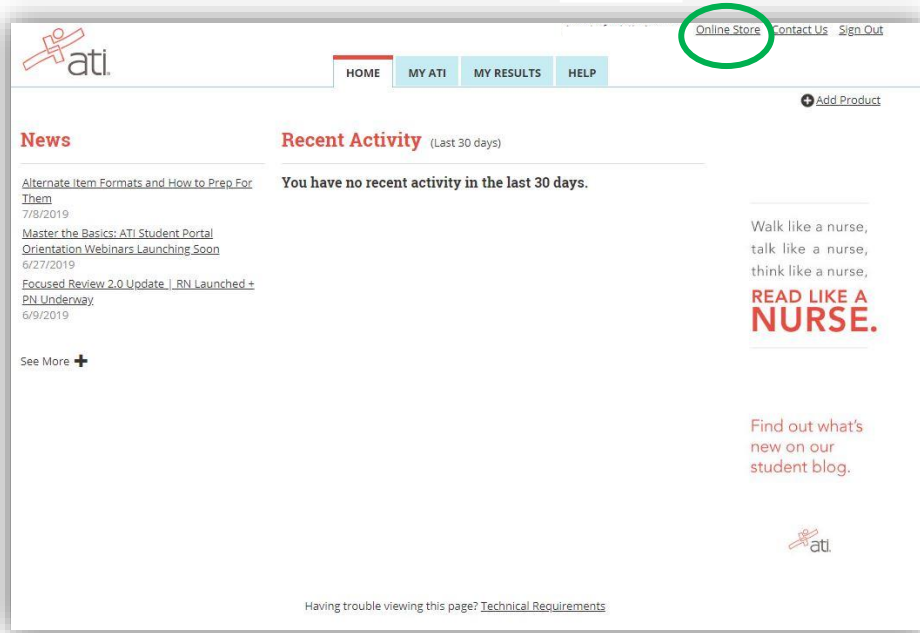 Online Store Contact Us Sign Out
ati
HOME MY ATI MY RESULTS HELP
Add Product
News
Alternate Item Formats and How to Prep For
Them
7/8/2019
Master the Basics: ATI Student Portal
Orientation Webinars Launching Soon
6/27/2019
Focused Review 2.0 Update | RN Launched +
PN Underway
6/9/2019
See More
Recent Activity (Last 30 days)
You have no recent activity in the last 30 days.
Walk like a nurse,
talk like a nurse,
think like a nurse,
READ LIKE A
NURSE.
Find out what's
new on our
student blog.
ati
Having trouble viewing this page? Technical Requirements